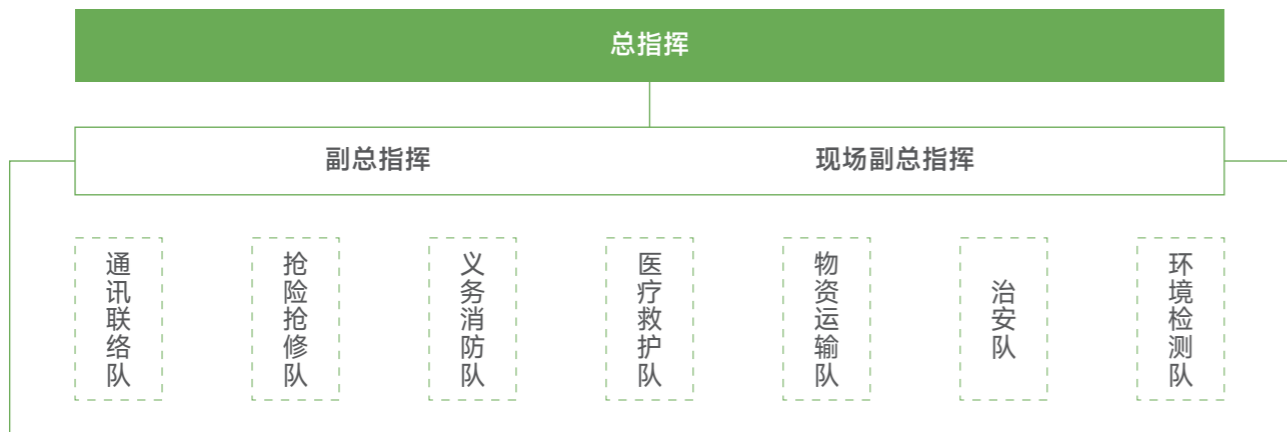 总指挥
副总指挥
现场副总指挥
通讯联络队
抢险抢修队
义务消防队
医疗救护队
物资运输队
治安队
环境检测队